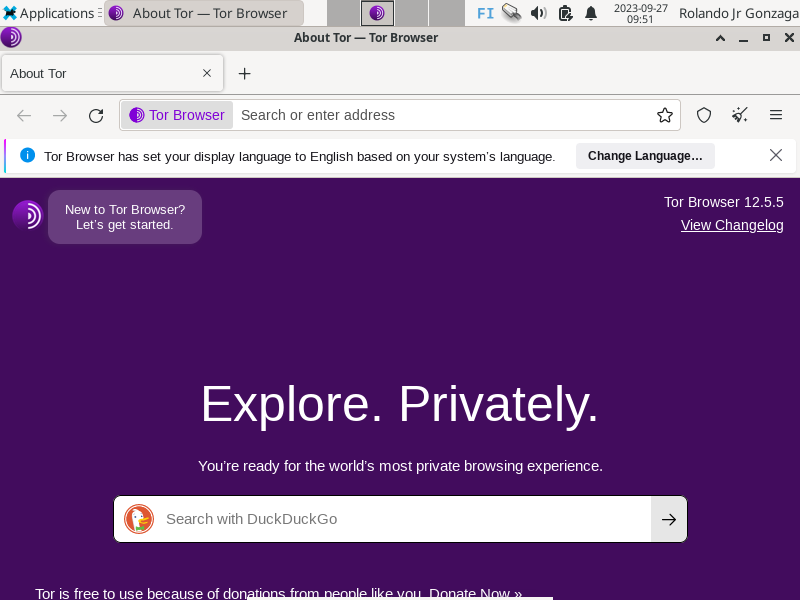 Applications
About Tor — Tor Browser
FI
2023-09-27
09:51
Rolando Jr Gonzaga
About Tor — Tor Browser
About Tor
Tor Browser
Search or enter address
Tor Browser has set your display language to English based on your system’s language.
Change Language…
New to Tor Browser?
Let’s get started.
Tor Browser 12.5.5
View Changelog
Explore. Privately.
You’re ready for the world’s most private browsing experience.
Search with DuckDuckGo
Tor is free to use because of donations from people like you. Donate Now »